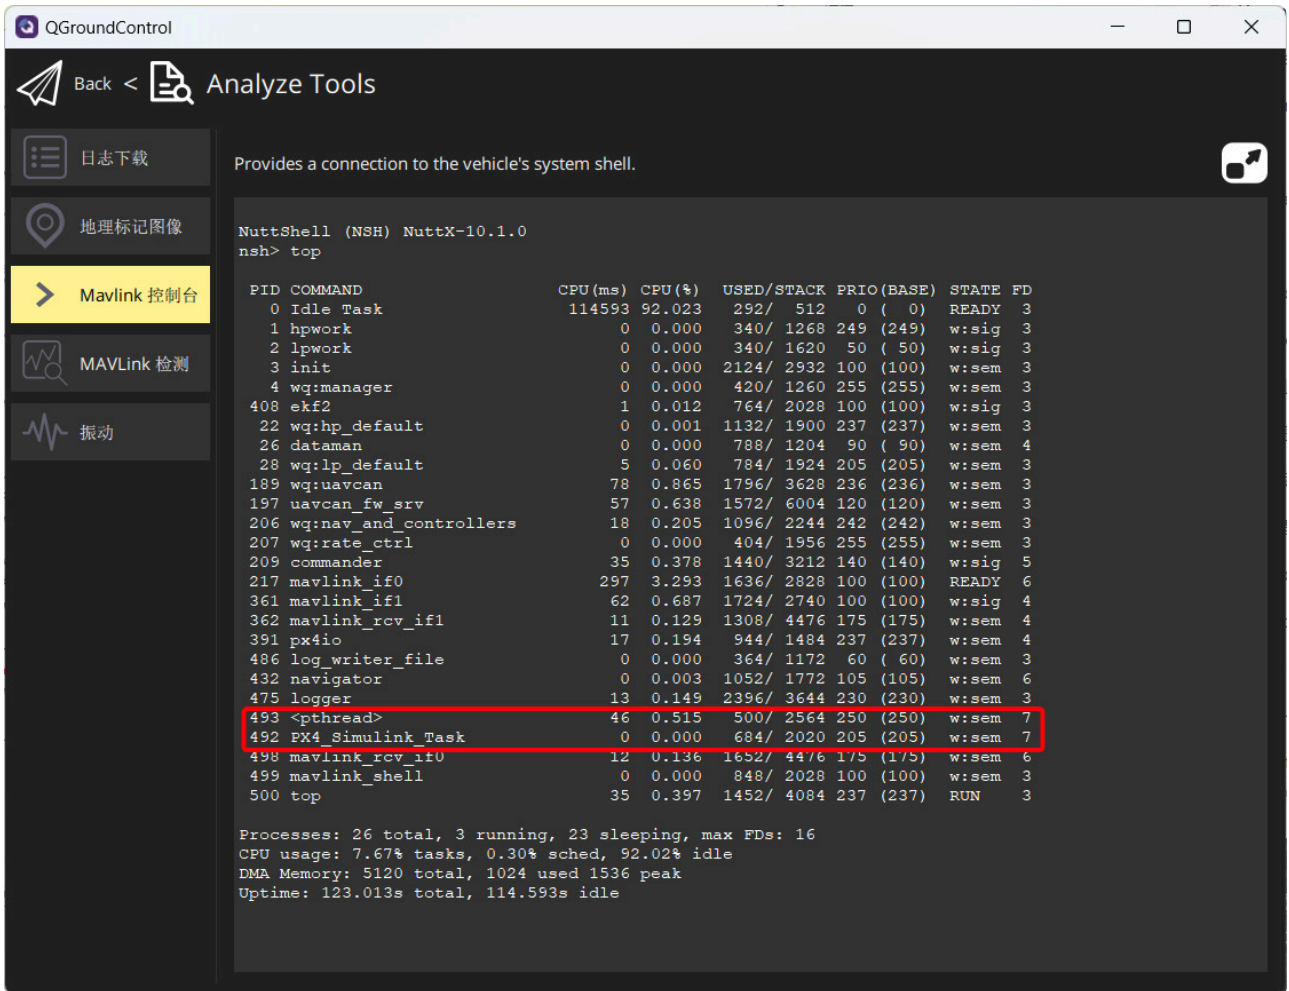 QGroundControl
Back < Analyze Tools
日志下载
地理标记图像
Mavlink 控制台
MAVLink 检测
振动
Provides a connection to the vehicle's system shell.
NuttShell (NSH) NuttX-10.1.0
nsh> top
PID COMMAND CPU(ms) CPU(%) USED/STACK PRIO(BASE) STATE FD
0 Idle Task 114593 92.023 292/ 512 0 ( 0) READY 3
1 hpwork 0 0.000 340/ 1268 249 (249) w:sig 3
2 lpwork 0 0.000 340/ 1620 50 ( 50) w:sig 3
3 init 0 0.000 2124/ 2932 100 (100) w:sem 3
4 wq:manager 0 0.000 420/ 1260 255 (255) w:sem 3
408 ekf2 1 0.012 764/ 2028 100 (100) w:sig 3
22 wq:hp_default 0 0.001 1132/ 1900 237 (237) w:sem 3
26 dataman 0 0.000 788/ 1204 90 ( 90) w:sem 4
28 wq:lp_default 5 0.060 784/ 1924 205 (205) w:sem 3
189 wq:uavcan 78 0.865 1796/ 3628 236 (236) w:sem 3
197 uavcan_fw_srv 57 0.638 1572/ 6004 120 (120) w:sem 3
206 wq:nav_and_controllers 18 0.205 1096/ 2244 242 (242) w:sem 3
207 wq:rate_ctrl 0 0.000 404/ 1956 255 (255) w:sem 3
209 commander 35 0.378 1440/ 3212 140 (140) w:sig 5
217 mavlink_if0 297 3.293 1636/ 2828 100 (100) READY 6
361 mavlink_if1 62 0.687 1724/ 2740 100 (100) w:sig 4
362 mavlink_rcv_if1 11 0.129 1308/ 4476 175 (175) w:sem 4
391 px4io 17 0.194 944/ 1484 237 (237) w:sem 4
486 log_writer_file 0 0.000 364/ 1172 60 ( 60) w:sem 3
432 navigator 0 0.003 1052/ 1772 105 (105) w:sem 6
475 logger 13 0.149 2396/ 3644 230 (230) w:sem 3
493 <pthread> 46 0.515 500/ 2564 250 (250) w:sem 7
492 PX4_Simulink_Task 0 0.000 684/ 2020 205 (205) w:sem 7
498 mavlink_rcv_if0 12 0.136 1652/ 4476 175 (175) w:sem 6
499 mavlink_shell 0 0.000 848/ 2028 100 (100) w:sem 3
500 top 35 0.397 1452/ 4084 237 (237) RUN 3
Processes: 26 total, 3 running, 23 sleeping, max FDs: 16
CPU usage: 7.67% tasks, 0.30% sched, 92.02% idle
DMA Memory: 5120 total, 1024 used 1536 peak
Uptime: 123.013s total, 114.593s idle